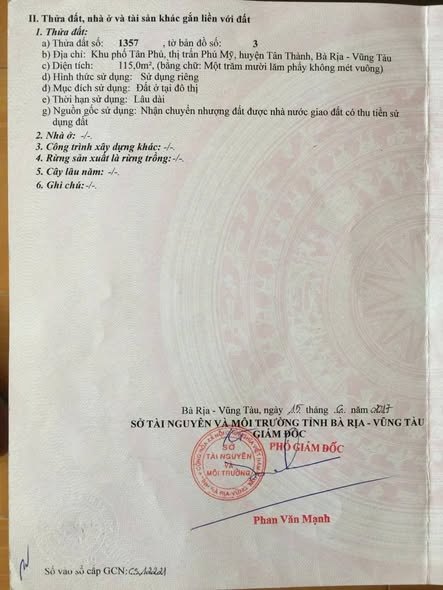 II. Thửa đất, nhà ở và tài sản khác gắn liền với đất
1. Thửa đất:
a) Thửa đất số: 1357 , tờ bản đồ số: 3
b) Địa chỉ: Khu phố Tân Phú, thị trấn Phú Mỹ, huyện Tân Thành, Bà Rịa - Vũng Tàu
c) Diện tích: 115,0m², (bằng chữ: Một trăm mười lăm phẩy không mét vuông)
d) Hình thức sử dụng: Sử dụng riêng
đ) Mục đích sử dụng: Đất ở tại đô thị
e) Thời hạn sử dụng: Lâu dài
g) Nguồn gốc sử dụng: Nhận chuyển nhượng đất được nhà nước giao đất có thu tiền sử
dụng đất
2. Nhà ở: -/-.
3. Công trình xây dựng khác: -/-.
4. Rừng sản xuất là rừng trồng: -/-.
5. Cây lâu năm: -/-.
6. Ghi chú: -/-.
Bà Rịa - Vũng Tàu, ngày 15 tháng 6 năm 2017
SỞ TÀI NGUYÊN VÀ MÔI TRƯỜNG TỈNH BÀ RỊA - VŨNG TÀU
GIÁM ĐỐC
PHÓ GIÁM ĐỐC
SỞ
TÀI NGUYÊN
VÀ
MÔI TRƯỜNG
Phan Văn Mạnh
Số vào sổ cấp GCN: